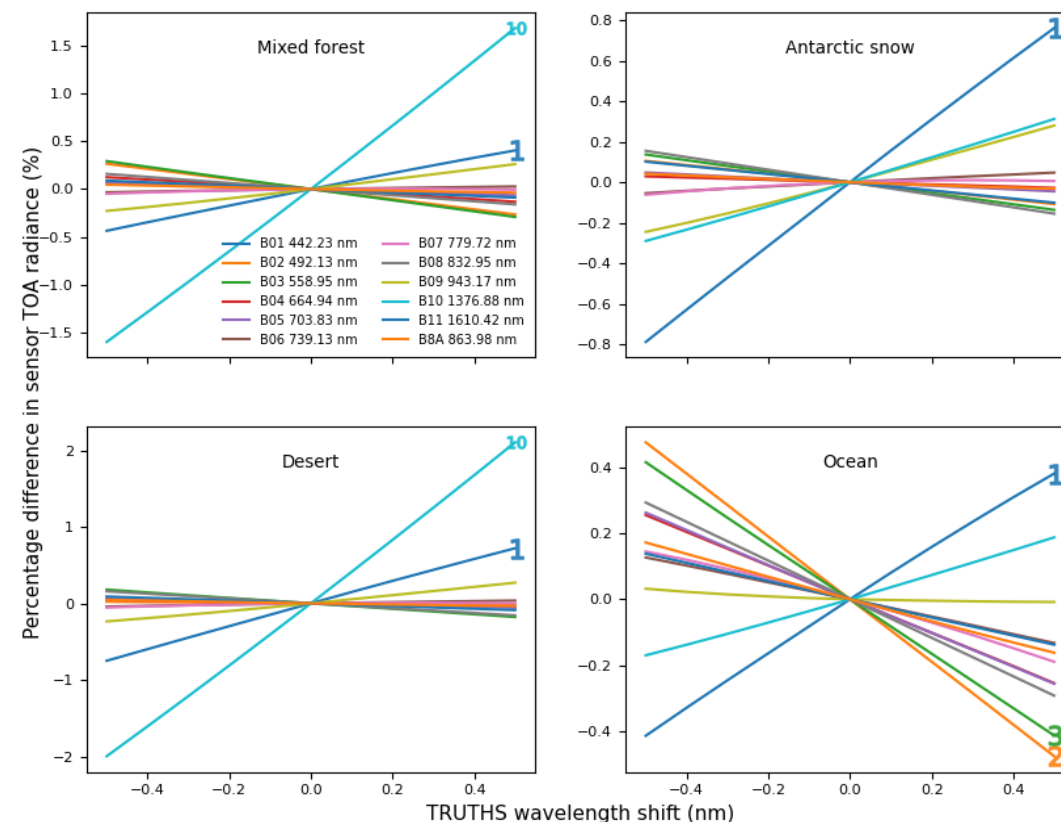 Percentage difference in sensor TOA radiance (%)
Mixed forest
1.5
1.0
0.5
0.0
−0.5
−1.0
−1.5
10
1
B01 442.23 nm
B02 492.13 nm
B03 558.95 nm
B04 664.94 nm
B05 703.83 nm
B06 739.13 nm
B07 779.72 nm
B08 832.95 nm
B09 943.17 nm
B10 1376.88 nm
B11 1610.42 nm
B8A 863.98 nm
Antarctic snow
0.8
0.6
0.4
0.2
0.0
−0.2
−0.4
−0.6
−0.8
1
Desert
2
1
0
−1
−2
10
1
−0.4 −0.2 0.0 0.2 0.4
Ocean
0.4
0.2
0.0
−0.2
−0.4
1
3
2
−0.4 −0.2 0.0 0.2 0.4
TRUTHS wavelength shift (nm)